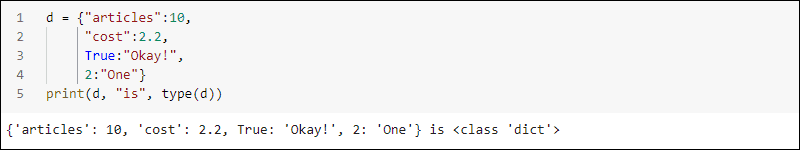 1 d = {"articles":10,
2 "cost":2.2,
3 True:"Okay!",
4 2:"One"}
5 print(d, "is", type(d))
{'articles': 10, 'cost': 2.2, True: 'Okay!', 2: 'One'} is <class 'dict'>